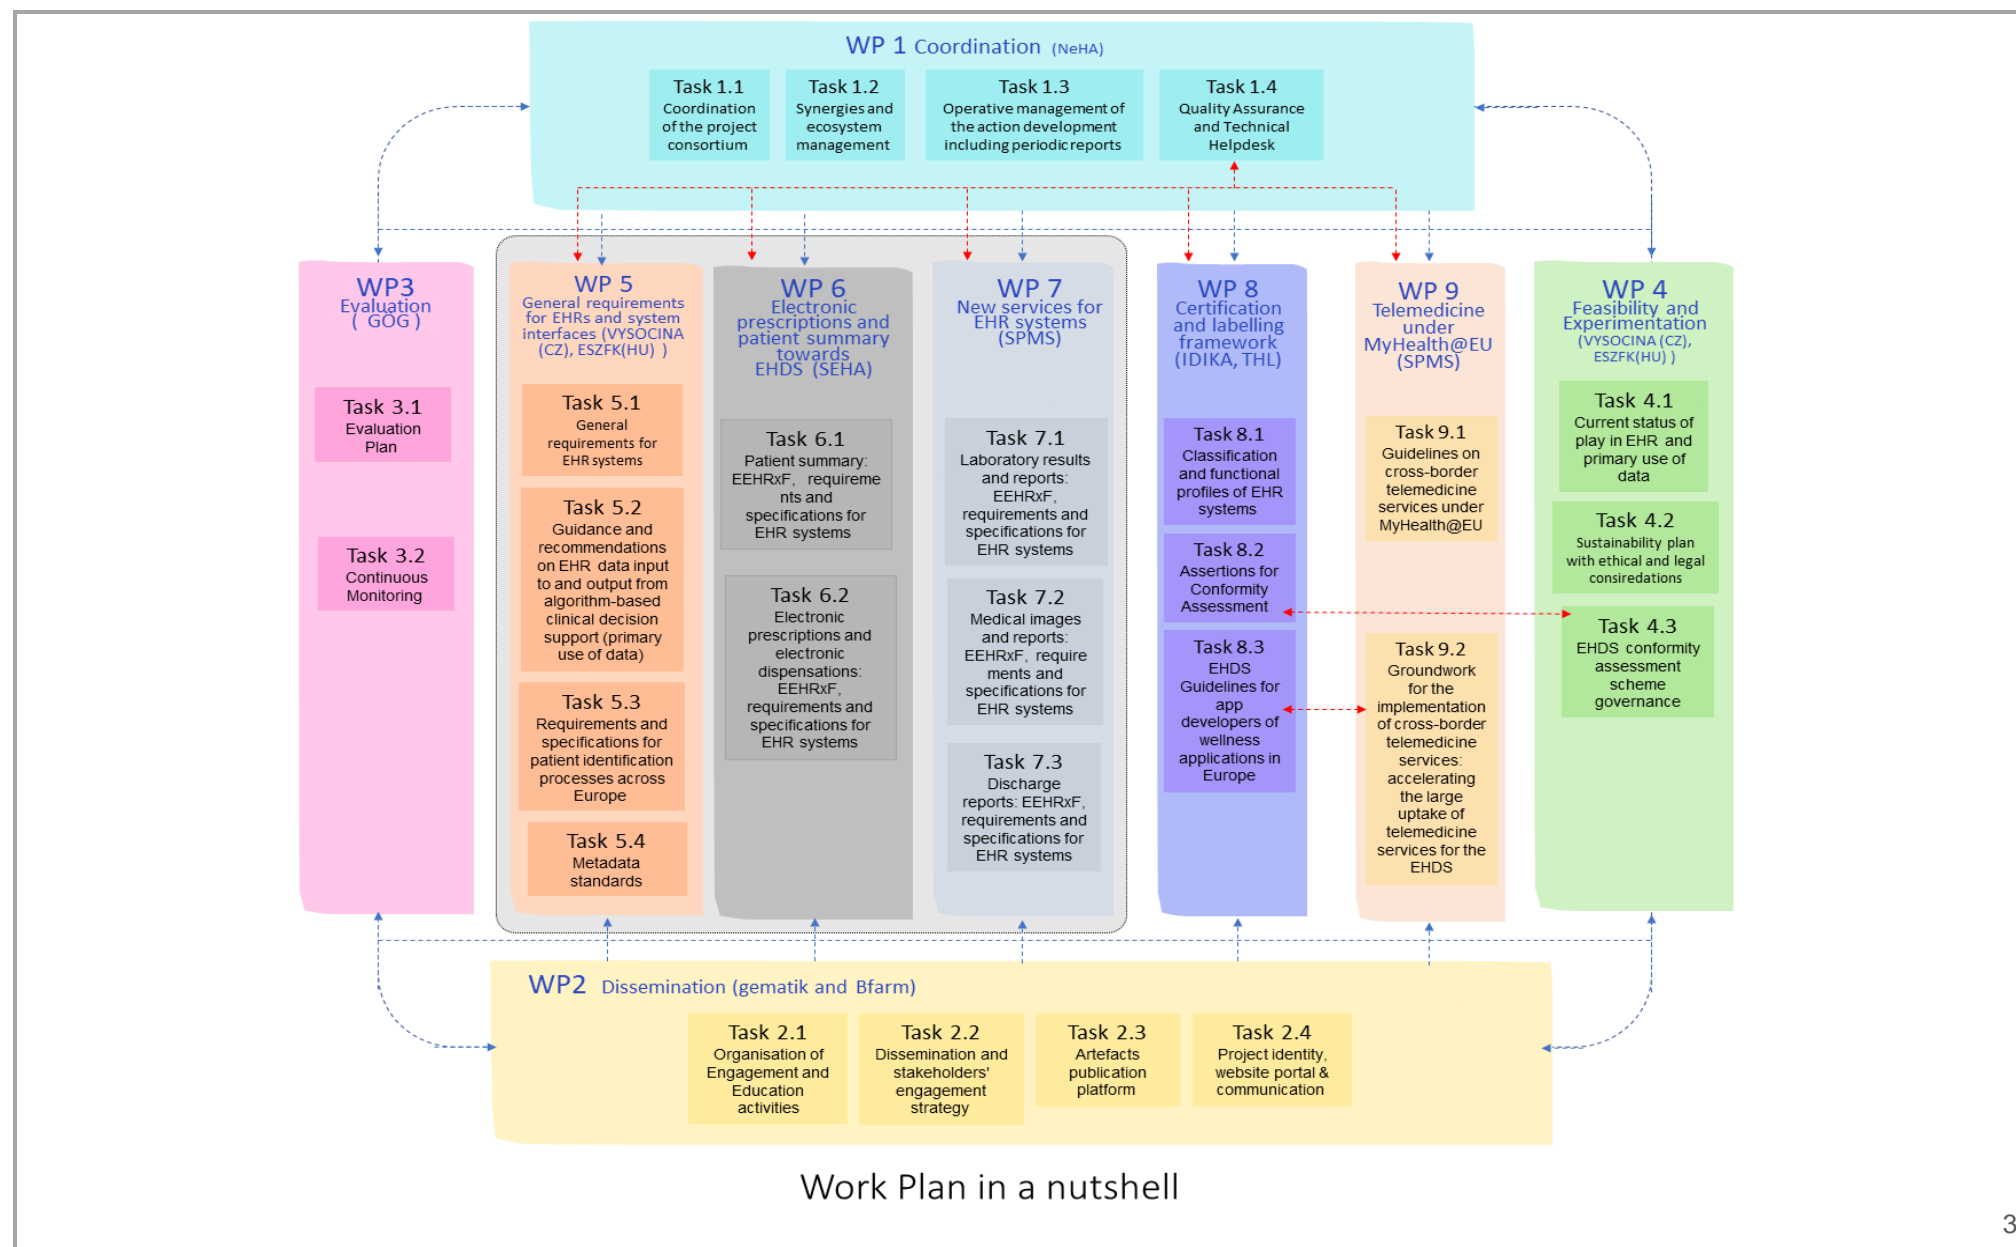 WP 1 Coordination (NeHA)
Task 1.1
Coordination
of the project
consortium
Task 1.2
Synergies and
ecosystem
management
Task 1.3
Operative management of
the action development
including periodic reports
Task 1.4
Quality Assurance
and Technical
Helpdesk
WP3
Evaluation
( GÖG )
Task 3.1
Evaluation
Plan
Task 3.2
Continuous
Monitoring
WP 5
General requirements
for EHRs and system
interfaces (VYSOCINA
(CZ), ESZFK(HU) )
Task 5.1
General
requirements for
EHR systems
Task 5.2
Guidance and
recommendations
on EHR data input
to and output from
algorithm-based
clinical decision
support (primary
use of data)
Task 5.3
Requirements and
specifications for
patient identification
processes across
Europe
Task 5.4
Metadata
standards
WP 6
Electronic
prescriptions and
patient summary
towards
EHDS (SEHA)
Task 6.1
Patient summary:
EEHRxF, requireme
nts and
specifications for
EHR systems
Task 6.2
Electronic
prescriptions and
electronic
dispensations:
EEHRxF,
requirements and
specifications for
EHR systems
WP 7
New services for
EHR systems
(SPMS)
Task 7.1
Laboratory results
and reports:
EEHRxF,
requirements and
specifications for
EHR systems
Task 7.2
Medical images
and reports:
EEHRxF, require
ments and
specifications for
EHR systems
Task 7.3
Discharge
reports: EEHRxF,
requirements and
specifications for
EHR systems
WP 8
Certification
and labelling
framework
(IDIKA, THL)
Task 8.1
Classification
and functional
profiles of EHR
systems
Task 8.2
Assertions for
Conformity
Assessment
Task 8.3
EHDS
Guidelines for
app
developers of
wellness
applications in
Europe
WP 9
Telemedicine
under
MyHealth@EU
(SPMS)
Task 9.1
Guidelines on
cross-border
telemedicine
services under
MyHealth@EU
Task 9.2
Groundwork
for the
implementation
of cross-border
telemedicine
services:
accelerating
the large
uptake of
telemedicine
services for the
EHDS
WP 4
Feasibility and
Experimentation
(VYSOCINA (CZ),
ESZFK(HU) )
Task 4.1
Current status of
play in EHR and
primary use of
data
Task 4.2
Sustainability plan
with ethical and legal
consiredations
Task 4.3
EHDS conformity
assessment
scheme
governance
WP2 Dissemination (gematik and Bfarm)
Task 2.1
Organisation of
Engagement and
Education
activities
Task 2.2
Dissemination and
stakeholders'
engagement
strategy
Task 2.3
Artefacts
publication
platform
Task 2.4
Project identity,
website portal &
communication
Work Plan in a nutshell
3